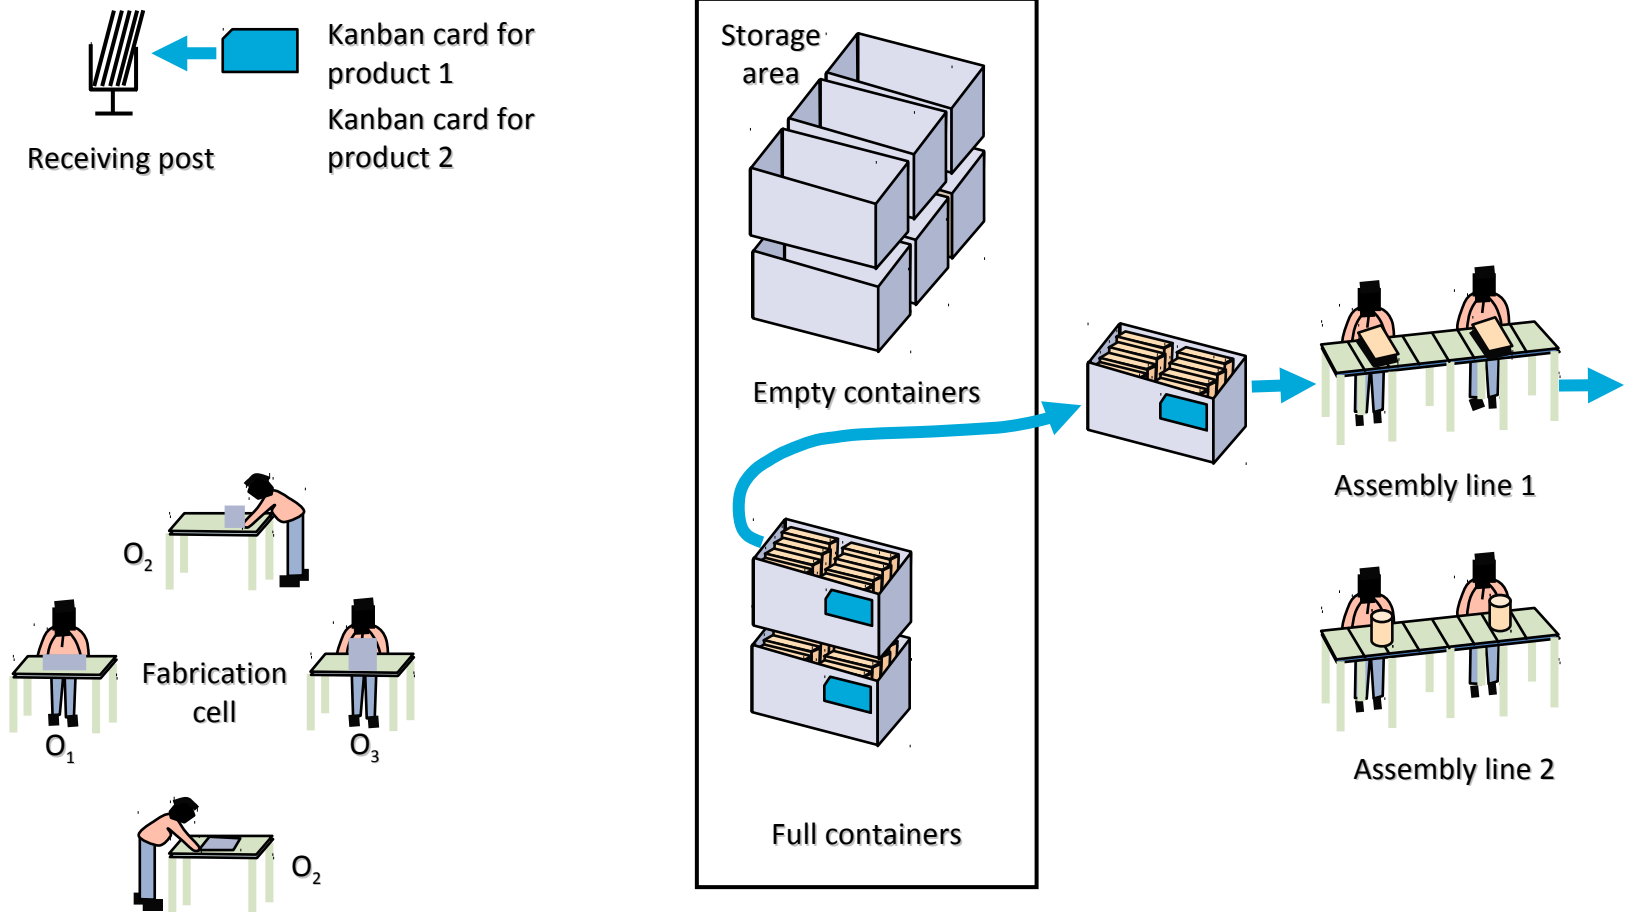 Kanban card for
product 1
Kanban card for
product 2
Receiving post
Storage
area
Empty containers
Assembly line 1
O2
Fabrication
cell
O1
O3
Assembly line 2
Full containers
O2